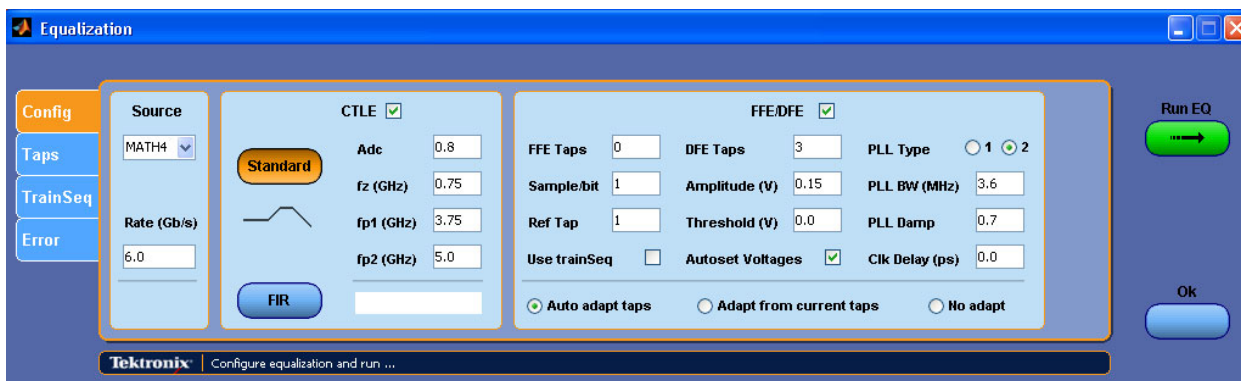 Equalization
Config
Taps
TrainSeq
Error
Source
MATH4
Rate (Gb/s)
6.0
CTLE
Standard
FIR
Adc 0.8
fz (GHz) 0.75
fp1 (GHz) 3.75
fp2 (GHz) 5.0
FFE/DFE
FFE Taps 0 DFE Taps 3 PLL Type 1 2
Sample/bit 1 Amplitude (V) 0.15 PLL BW (MHz) 3.6
Ref Tap 1 Threshold (V) 0.0 PLL Damp 0.7
Use trainSeq Autoset Voltages Clk Delay (ps) 0.0
Auto adapt taps Adapt from current taps No adapt
Run EQ
Ok
Tektronix Configure equalization and run ...